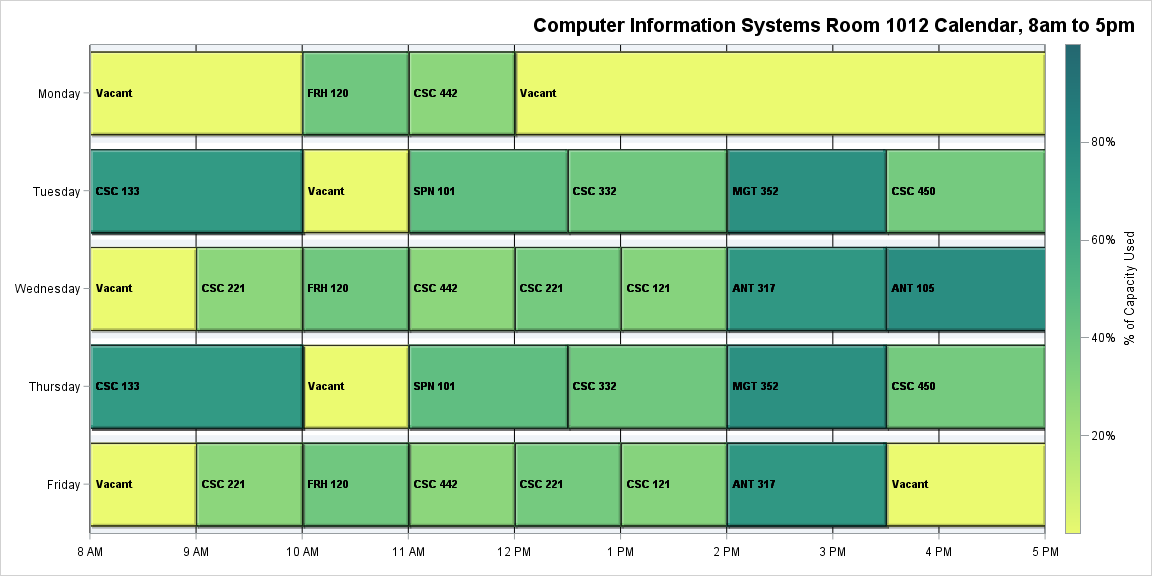 Computer Information Systems Room 1012 Calendar, 8am to 5pm
Monday
Vacant
FRH 120
CSC 442
Vacant
Tuesday
CSC 133
Vacant
SPN 101
CSC 332
MGT 352
CSC 450
Wednesday
Vacant
CSC 221
FRH 120
CSC 442
CSC 221
CSC 121
ANT 317
ANT 105
Thursday
CSC 133
Vacant
SPN 101
CSC 332
MGT 352
CSC 450
Friday
Vacant
CSC 221
FRH 120
CSC 442
CSC 221
CSC 121
ANT 317
Vacant
8 AM
9 AM
10 AM
11 AM
12 PM
1 PM
2 PM
3 PM
4 PM
5 PM
80%
60%
40%
20%
% of Capacity Used